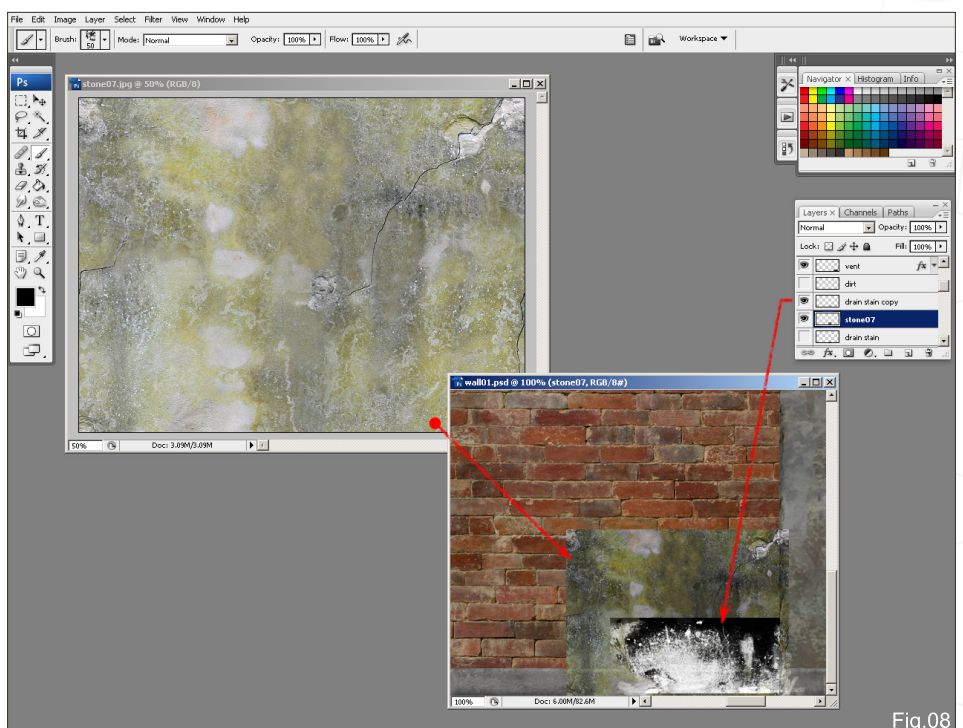 File Edit Image Layer Select Filter View Window Help
Brush: 50 Mode: Normal Opacity: 100% Flow: 100% Workspace
Ps
stone07.jpg @ 50% (RGB/8)
50% Doc: 3.09M/3.09M
Navigator x Histogram Info
Layers x Channels Paths
Normal Opacity: 100%
Lock: Fill: 100%
vent fx
dirt
drain stain copy
stone07
drain stain
fx.
T
wall01.psd @ 100% (stone07, RGB/8#)
100% Doc: 6.00M/82.6M
Fig.08